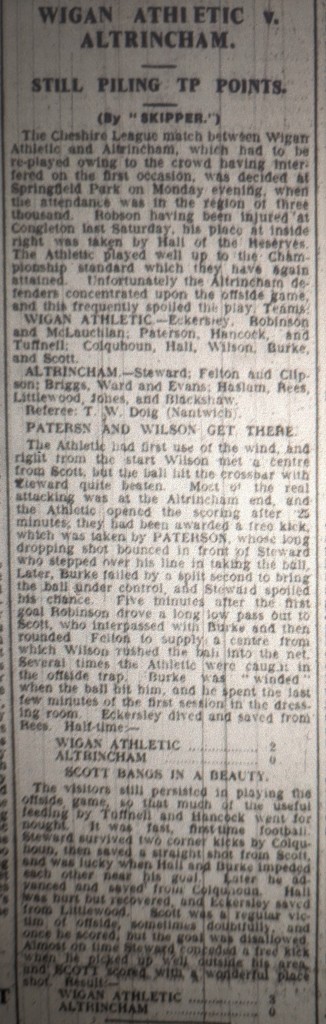 WIGAN ATHLETIC v.
ALTRINCHAM.
STILL PILING TP POINTS.
(By "SKIPPER.")
The Cheshire League match between Wigan
Athletic and Altrincham, which had to be
re-played owing to the crowd having inter-
fered on the first occasion, was decided at
Springfield Park on Monday evening, when
the attendance was in the region of three
thousand. Robson having been injured at
Congleton last Saturday, his place at inside
right was taken by Hall of the Reserves.
The Athletic played well up to the Cham-
pionship standard which they have again
attained. Unfortunately the Altrincham de-
fenders concentrated upon the offside game,
and this frequently spoiled the play. Teams:
WIGAN ATHLETIC.—Eckersley, Robinson
and McLauchlan; Paterson, Hancock, and
Tuffnell; Colquhoun, Hall, Wilson, Burke,
and Scott.
ALTRINCHAM.—Steward; Felton and Clip-
son; Briggs, Ward and Evans; Haslam, Rees,
Littlewood, Jones, and Blackshaw.
Referee: T. W. Doig (Nantwich).
PATERSN AND WILSON GET THERE.
The Athletic had first use of the wind, and
right from the start Wilson met a centre
from Scott, but the ball hit the crossbar with
Steward quite beaten. Most of the real
attacking was at the Altrincham end, and
the Athletic opened the scoring after 25
minutes; they had been awarded a free kick,
which was taken by PATERSON, whose long
dropping shot bounced in front of Steward
who stepped over his line in taking the ball.
Later, Burke failed by a split second to bring
the ball under control, and Steward spoiled
his chance. Five minutes after the first
goal Robinson drove a long low pass out to
Scott, who interpassed with Burke and then
rounded Felton to supply a centre from
which Wilson rushed the ball into the net.
Several times the Athletic were caught in
the offside trap. Burke was "winded"
when the ball hit him, and he spent the last
few minutes of the first session in the dress-
ing room. Eckersley dived and saved from
Rees. Half-time:—
WIGAN ATHLETIC .......... 2
ALTRINCHAM .......... 0
SCOTT BANGS IN A BEAUTY.
The visitors still persisted in playing the
offside game, so that much of the useful
feeding by Tuffnell and Hancock went for
nought. It was fast, first-time football.
Steward survived two corner kicks by Colqu-
houn, then saved a straight shot from Scott,
and was lucky when Hall and Burke impeded
each other near his goal. Later he ad-
vanced and saved from Colquhoun. Hall
was hurt but recovered, and Eckersley saved
from Littlewood. Scott was a regular vic-
tim of offside, sometimes doubtfully, and
once he scored, but the goal was disallowed.
Almost on time Steward conceded a free kick
when he picked up well outside his area,
and SCOTT scored with a wonderful place
shot. Result:—
WIGAN ATHLETIC .......... 3
ALTRINCHAM .......... 0